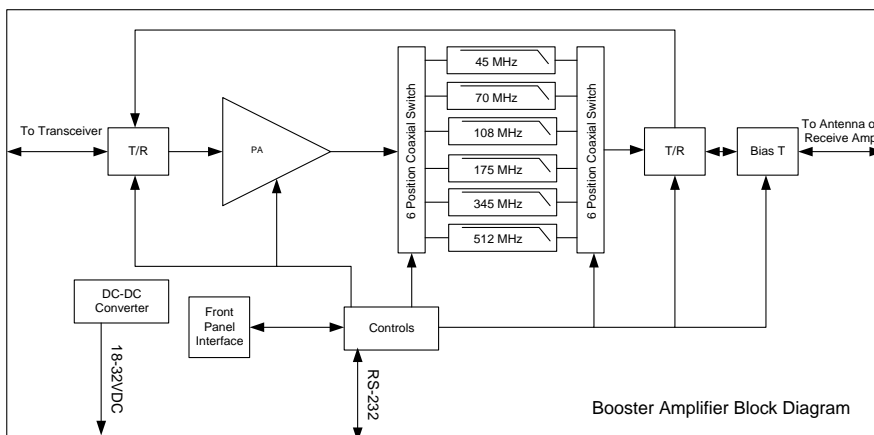 45 MHz
70 MHz
108 MHz
175 MHz
345 MHz
512 MHz
6 Position Coaxial Switch
6 Position Coaxial Switch
To Transceiver
T/R
PA
T/R
Bias T
To Antenna o
Receive Amp
DC-DC
Converter
Front
Panel
Interface
Controls
18-32VDC
RS-232
Booster Amplifier Block Diagram